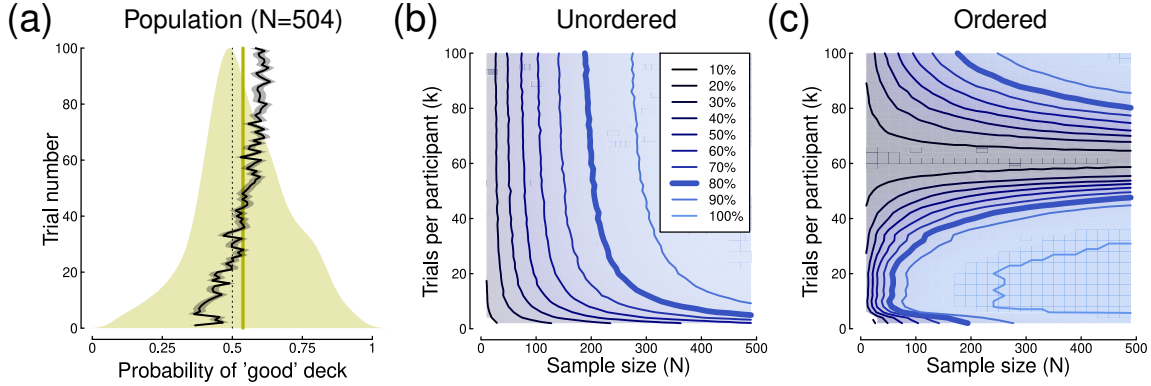 (a) Population (N=504)
100
80
60
40
20
0
Trial number
0 0.25 0.5 0.75 1
Probability of 'good' deck
(b) Unordered
100
80
60
40
20
0
Trials per participant (k)
10%
20%
30%
40%
50%
60%
70%
80%
90%
100%
0 100 200 300 400 500
Sample size (N)
(c) Ordered
100
80
60
40
20
0
Trials per participant (k)
0 100 200 300 400 500
Sample size (N)